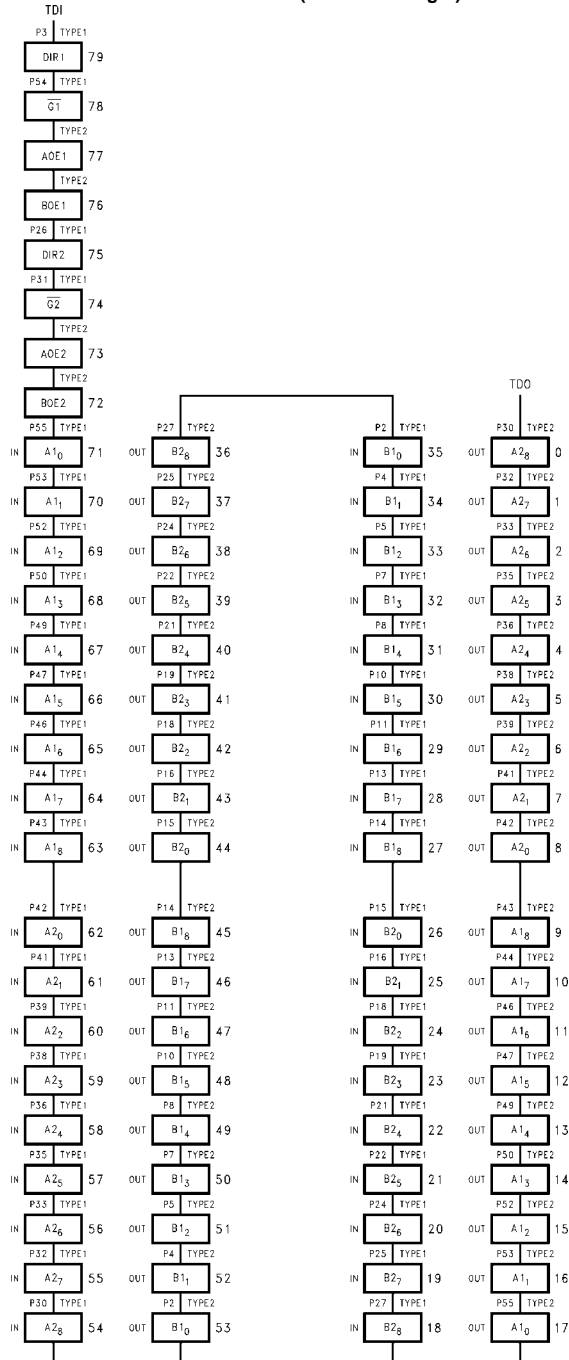 TDI
P3 TYPE1
DIR1 79
P54 TYPE1
G̅1̅ 78
TYPE2
AOE1 77
TYPE2
BOE1 76
P26 TYPE1
DIR2 75
P31 TYPE1
G̅2̅ 74
TYPE2
AOE2 73
TYPE2
BOE2 72
TDO
P55 TYPE1 P27 TYPE2 P2 TYPE1 P30 TYPE2
IN A1₀ 71 OUT B2₈ 36 IN B1₀ 35 OUT A2₈ 0
P53 TYPE1 P25 TYPE2 P4 TYPE1 P32 TYPE2
IN A1₁ 70 OUT B2₇ 37 IN B1₁ 34 OUT A2₇ 1
P52 TYPE1 P24 TYPE2 P5 TYPE1 P33 TYPE2
IN A1₂ 69 OUT B2₆ 38 IN B1₂ 33 OUT A2₆ 2
P50 TYPE1 P22 TYPE2 P7 TYPE1 P35 TYPE2
IN A1₃ 68 OUT B2₅ 39 IN B1₃ 32 OUT A2₅ 3
P49 TYPE1 P21 TYPE2 P8 TYPE1 P36 TYPE2
IN A1₄ 67 OUT B2₄ 40 IN B1₄ 31 OUT A2₄ 4
P47 TYPE1 P19 TYPE2 P10 TYPE1 P38 TYPE2
IN A1₅ 66 OUT B2₃ 41 IN B1₅ 30 OUT A2₃ 5
P46 TYPE1 P18 TYPE2 P11 TYPE1 P39 TYPE2
IN A1₆ 65 OUT B2₂ 42 IN B1₆ 29 OUT A2₂ 6
P44 TYPE1 P16 TYPE2 P13 TYPE1 P41 TYPE2
IN A1₇ 64 OUT B2₁ 43 IN B1₇ 28 OUT A2₁ 7
P43 TYPE1 P15 TYPE2 P14 TYPE1 P42 TYPE2
IN A1₈ 63 OUT B2₀ 44 IN B1₈ 27 OUT A2₀ 8
P42 TYPE1 P14 TYPE2 P15 TYPE1 P43 TYPE2
IN A2₀ 62 OUT B1₈ 45 IN B2₀ 26 OUT A1₈ 9
P41 TYPE1 P13 TYPE2 P16 TYPE1 P44 TYPE2
IN A2₁ 61 OUT B1₇ 46 IN B2₁ 25 OUT A1₇ 10
P39 TYPE1 P11 TYPE2 P18 TYPE1 P46 TYPE2
IN A2₂ 60 OUT B1₆ 47 IN B2₂ 24 OUT A1₆ 11
P38 TYPE1 P10 TYPE2 P19 TYPE1 P47 TYPE2
IN A2₃ 59 OUT B1₅ 48 IN B2₃ 23 OUT A1₅ 12
P36 TYPE1 P8 TYPE2 P21 TYPE1 P49 TYPE2
IN A2₄ 58 OUT B1₄ 49 IN B2₄ 22 OUT A1₄ 13
P35 TYPE1 P7 TYPE2 P22 TYPE1 P50 TYPE2
IN A2₅ 57 OUT B1₃ 50 IN B2₅ 21 OUT A1₃ 14
P33 TYPE1 P5 TYPE2 P24 TYPE1 P52 TYPE2
IN A2₆ 56 OUT B1₂ 51 IN B2₆ 20 OUT A1₂ 15
P32 TYPE1 P4 TYPE2 P25 TYPE1 P53 TYPE2
IN A2₇ 55 OUT B1₁ 52 IN B2₇ 19 OUT A1₁ 16
P30 TYPE1 P2 TYPE2 P27 TYPE1 P55 TYPE2
IN A2₈ 54 OUT B1₀ 53 IN B2₈ 18 OUT A1₀ 17